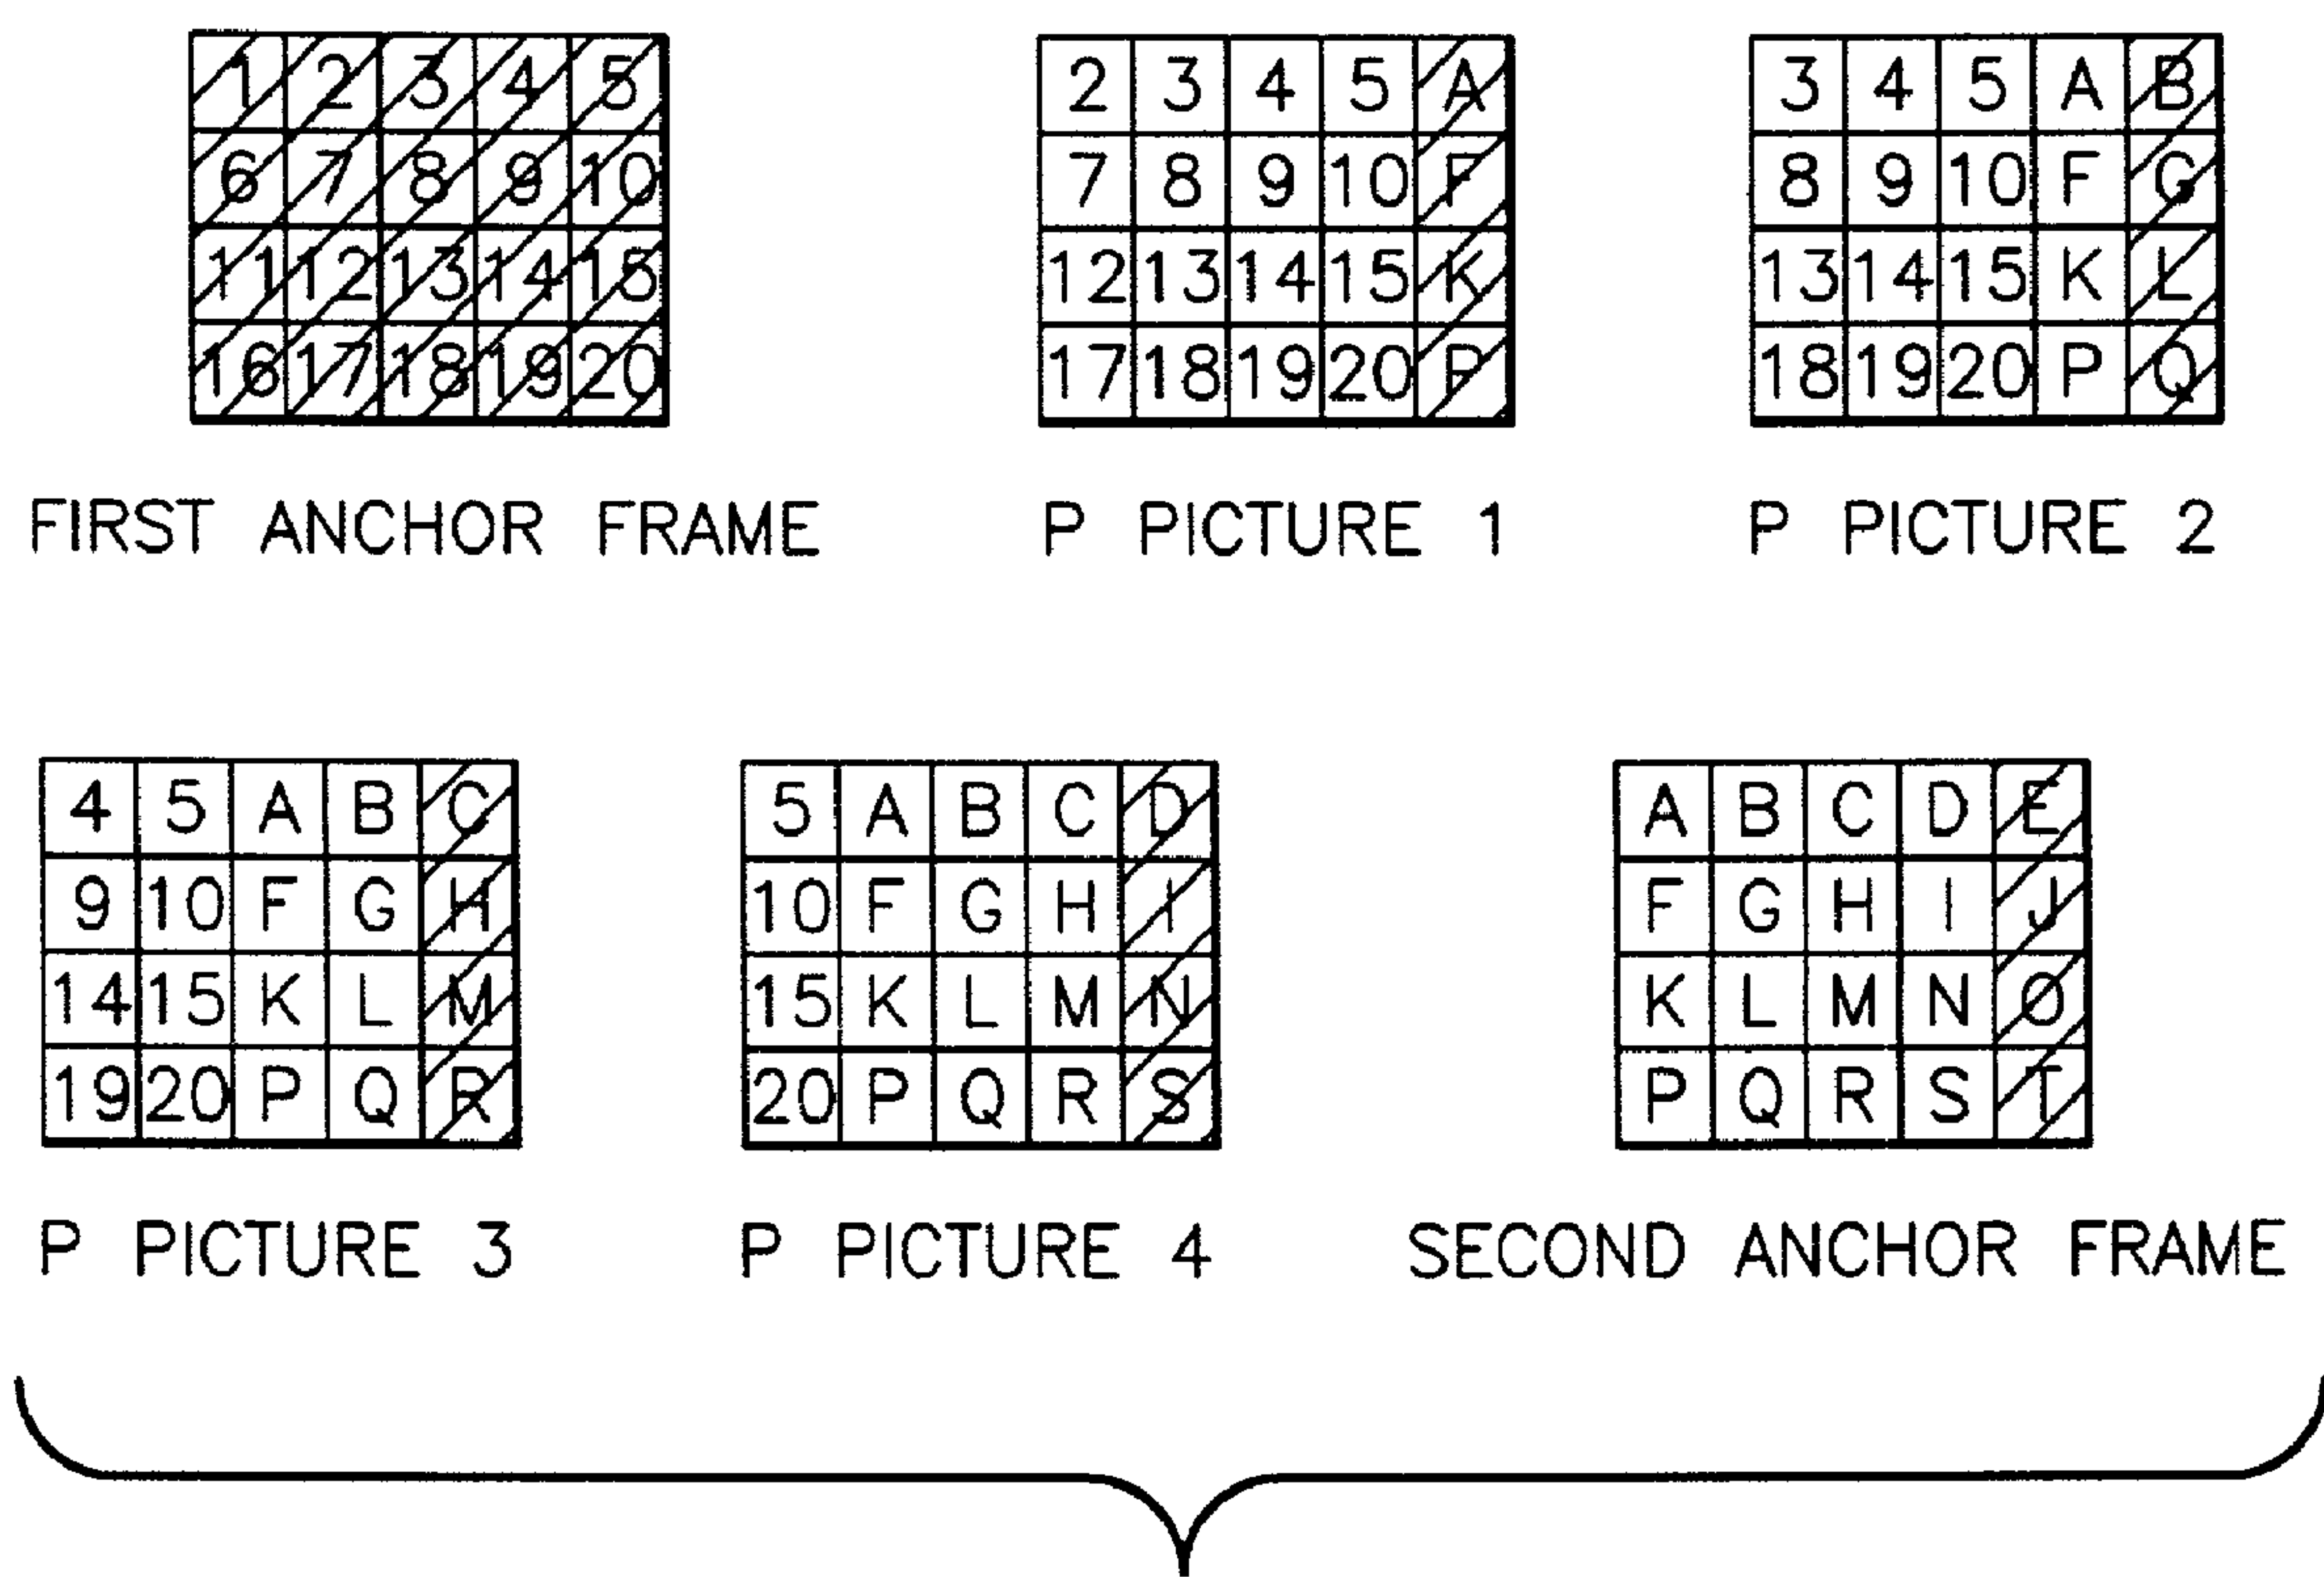 1 2 3 4 5
6 7 8 9 10
11 12 13 14 15
16 17 18 19 20
FIRST ANCHOR FRAME
2 3 4 5 A
7 8 9 10 F
12 13 14 15 K
17 18 19 20 P
P PICTURE 1
3 4 5 A B
8 9 10 F G
13 14 15 K L
18 19 20 P Q
P PICTURE 2
4 5 A B C
9 10 F G H
14 15 K L M
19 20 P Q R
P PICTURE 3
5 A B C D
10 F G H I
15 K L M N
20 P Q R S
P PICTURE 4
A B C D E
F G H I J
K L M N O
P Q R S T
SECOND ANCHOR FRAME